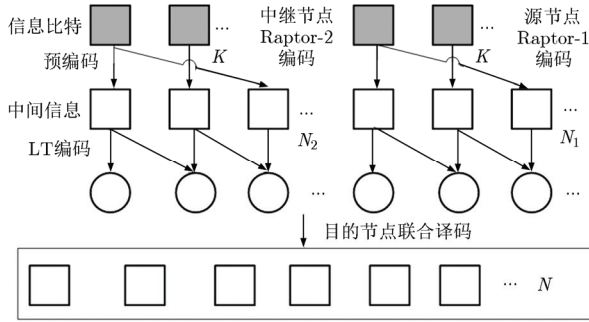 信息比特
...
中继节点
Raptor-2
编码
...
源节点
Raptor-1
编码
预编码
K
K
中间信息
...
N2
...
N1
LT编码
...
...
目的节点联合译码
... N